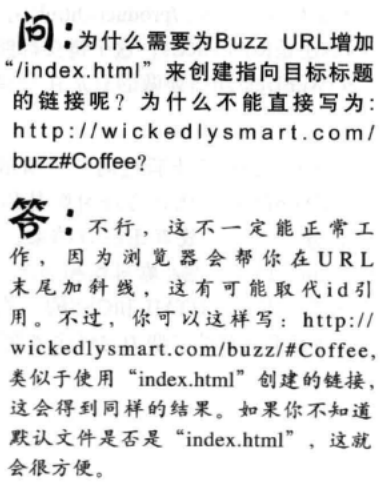 问：为什么需要为Buzz URL增加
“/index.html”来创建指向目标标题
的链接呢？为什么不能直接写为：
http://wickedlysmart.com/
buzz#Coffee?
答：不行，这不一定能正常工
作，因为浏览器会帮你在URL
末尾加斜线，这有可能取代id引
用。不过，你可以这样写：http://
wickedlysmart.com/buzz/#Coffee,
类似于使用“index.html”创建的链接，
这会得到同样的结果。如果你不知道
默认文件是否是“index.html”，这就
会很方便。